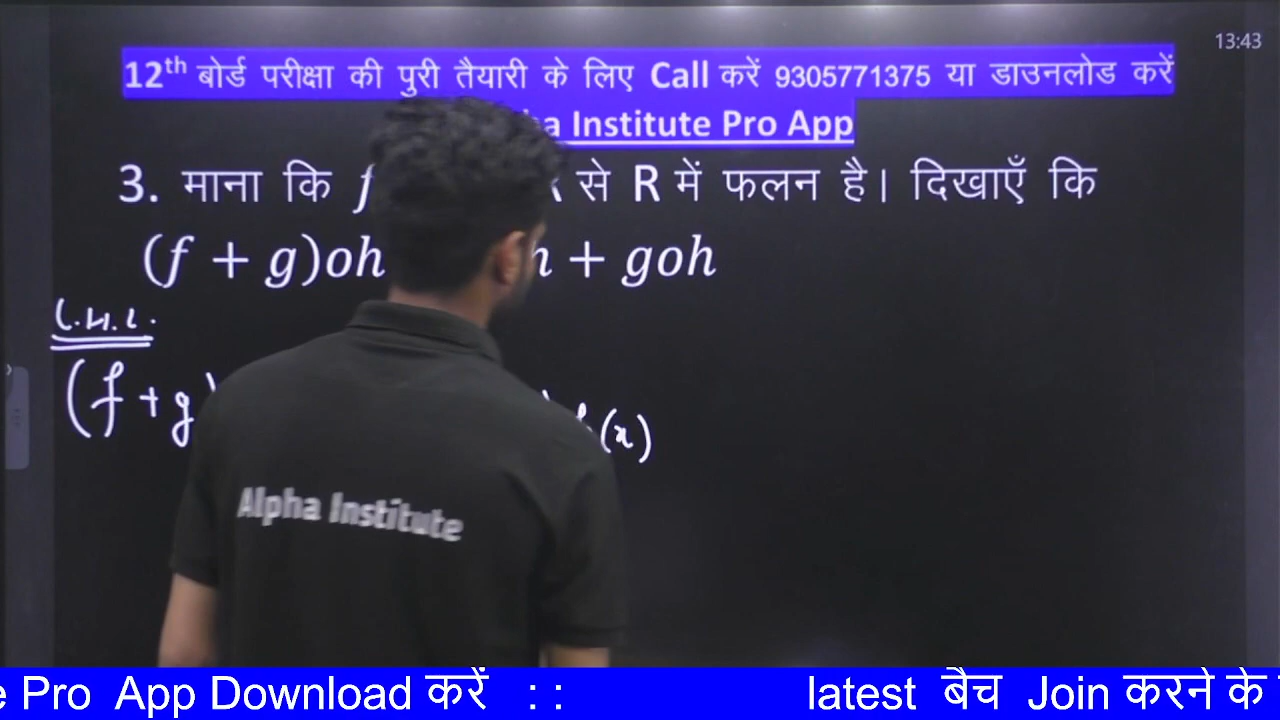 13:43
12th बोर्ड परीक्षा की पुरी तैयारी के लिए Call करें 9305771375 या डाउनलोड करें
Institute Pro App
3. माना कि f से R में फलन है। दिखाएँ कि
(f + g)oh + goh
L.H.L.
(f + g) (x)
Alpha Institute
Pro App Download करें : : latest बैच Join करने के